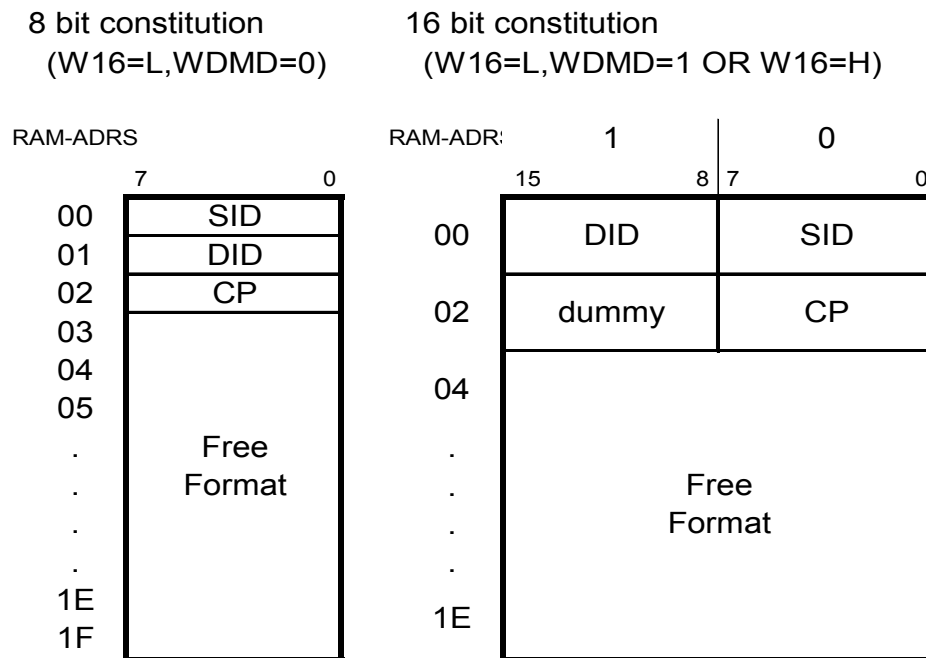 8 bit constitution
(W16=L,WDMD=0)
RAM-ADRS
7 0
00 SID
01 DID
02 CP
03
04
05
. Free
. Format
.
.
1E
1F
16 bit constitution
(W16=L,WDMD=1 OR W16=H)
RAM-ADR: 1 0
15 8 7 0
00 DID SID
02 dummy CP
04
.
. Free
. Format
.
1E